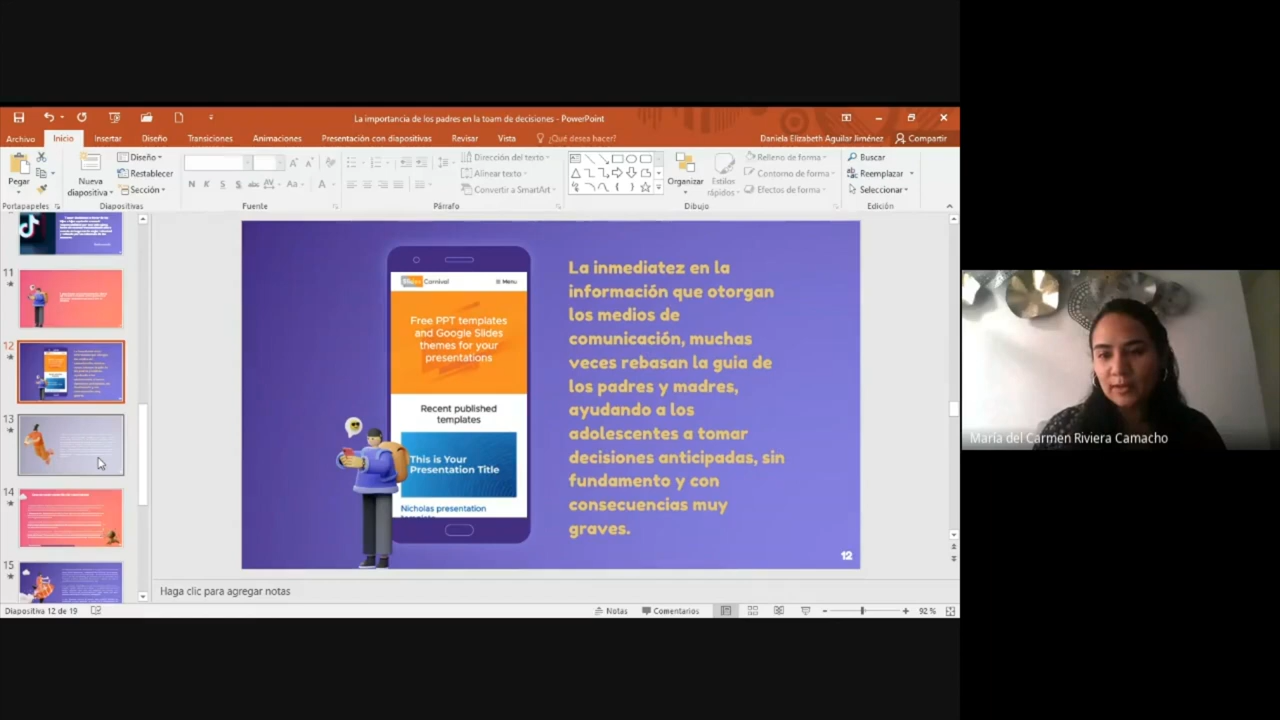 La importancia de los padres en la toam de decisiones - PowerPoint
Archivo Inicio Insertar Diseño Transiciones Animaciones Presentación con diapositivas Revisar Vista ¿Qué desea hacer? Daniela Elizabeth Aguilar Jiménez Compartir
Pegar
Nueva diapositiva
Diseño
Restablecer
Sección
N K S S abc AV Aa A
Dirección del texto
Alinear texto
Convertir a SmartArt
Organizar
Estilos rápidos
Relleno de forma
Contorno de forma
Efectos de forma
Buscar
Reemplazar
Seleccionar
Portapapeles Diapositivas Fuente Párrafo Dibujo Edición
11
12
13
14
15
Carnival
Menu
Free PPT templates
and Google Slides
themes for your
presentations
Recent published
templates
This is Your
Presentation Title
Nicholas presentation
La inmediatez en la
información que otorgan
los medios de
comunicación, muchas
veces rebasan la guia de
los padres y madres,
ayudando a los
adolescentes a tomar
decisiones anticipadas, sin
fundamento y con
consecuencias muy
graves.
12
María del Carmen Riviera Camacho
Haga clic para agregar notas
Diapositiva 12 de 19 Notas Comentarios 92 %